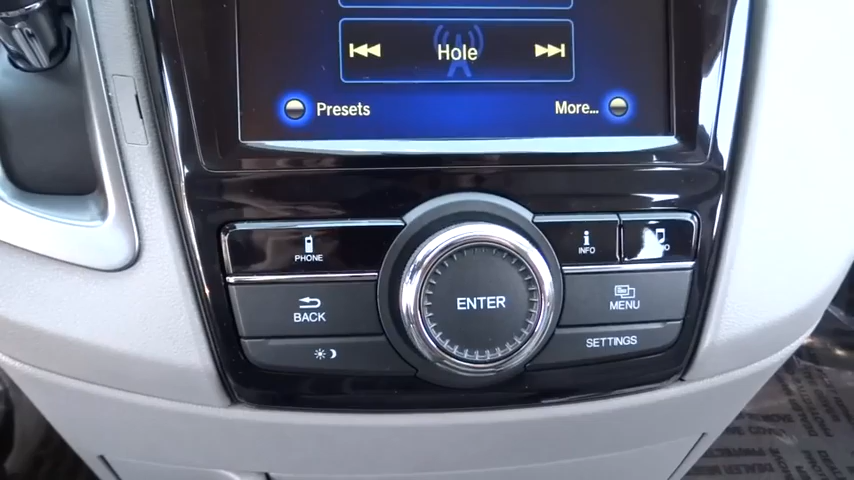 Hole
Presets More...
PHONE
INFO
BACK
ENTER
MENU
SETTINGS